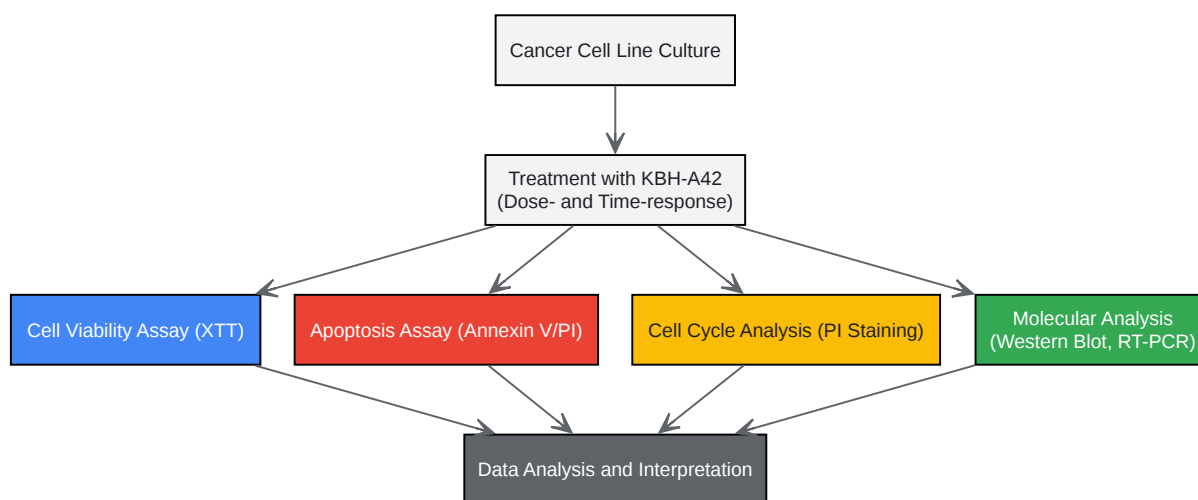 Cancer Cell Line Culture
Treatment with KBH-A42
(Dose- and Time-response)
Cell Viability Assay (XTT)
Apoptosis Assay (Annexin V/PI)
Cell Cycle Analysis (PI Staining)
Molecular Analysis
(Western Blot, RT-PCR)
Data Analysis and Interpretation